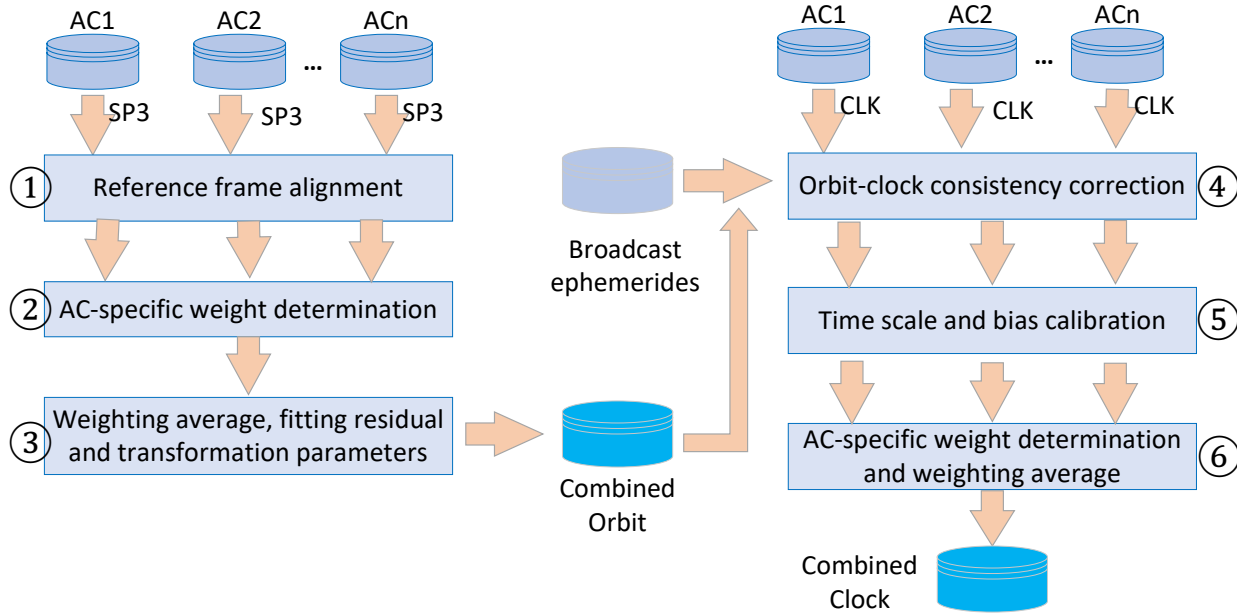 AC1
AC2
ACn
...
SP3
SP3
SP3
① Reference frame alignment
② AC-specific weight determination
③ Weighting average, fitting residual
and transformation parameters
Broadcast
ephemerides
Combined
Orbit
AC1
AC2
ACn
...
CLK
CLK
CLK
Orbit-clock consistency correction ④
Time scale and bias calibration ⑤
AC-specific weight determination
and weighting average ⑥
Combined
Clock